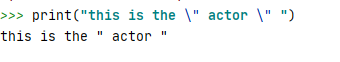 >>> print("this is the \" actor \" ")
this is the " actor "